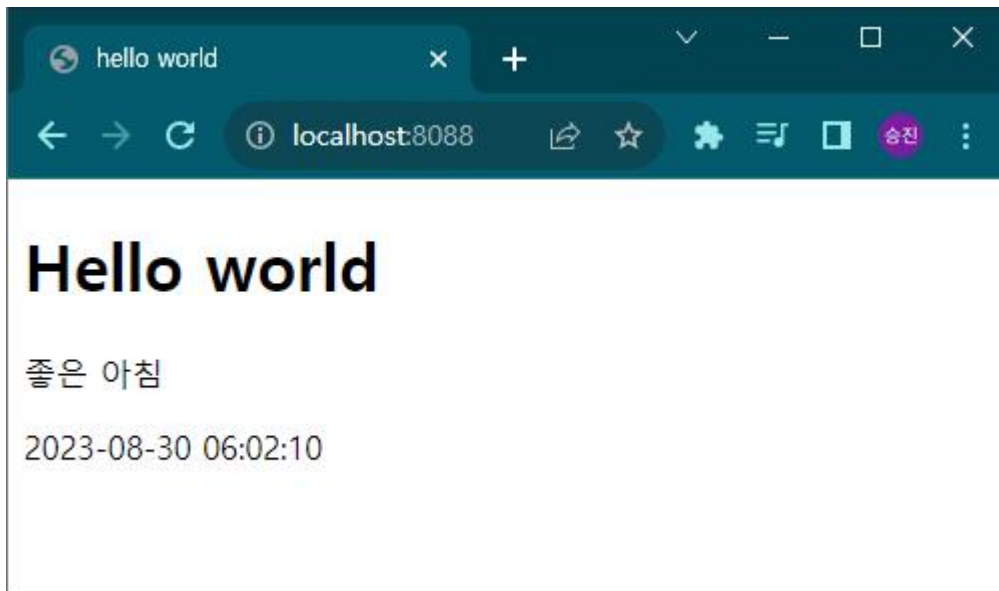 hello world
localhost:8088
승진
Hello world
좋은 아침
2023-08-30 06:02:10